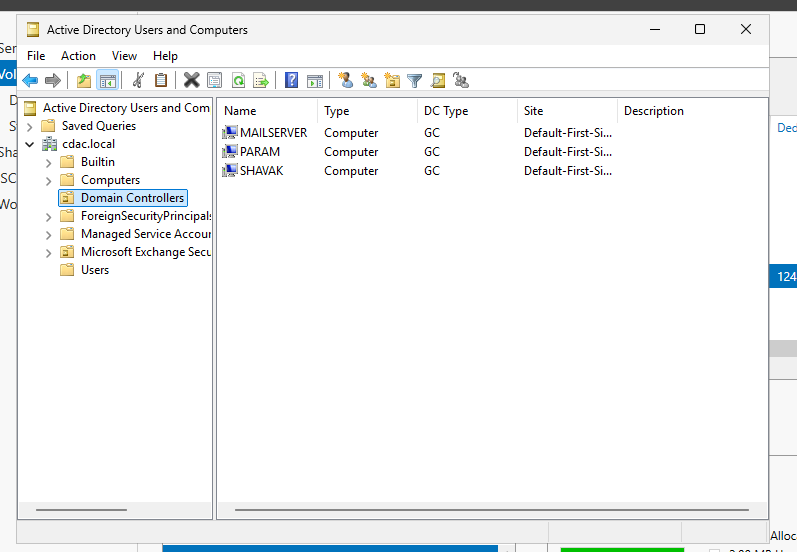 Active Directory Users and Computers
File Action View Help
Active Directory Users and Com
Saved Queries
cdac.local
Builtin
Computers
Domain Controllers
ForeignSecurityPrincipals
Managed Service Accour
Microsoft Exchange Secu
Users
Name Type DC Type Site Description
MAILSERVER Computer GC Default-First-Si...
PARAM Computer GC Default-First-Si...
SHAVAK Computer GC Default-First-Si...
Ser
Vol
D
S
Sha
SC
Wo
Ded
124
Alloc